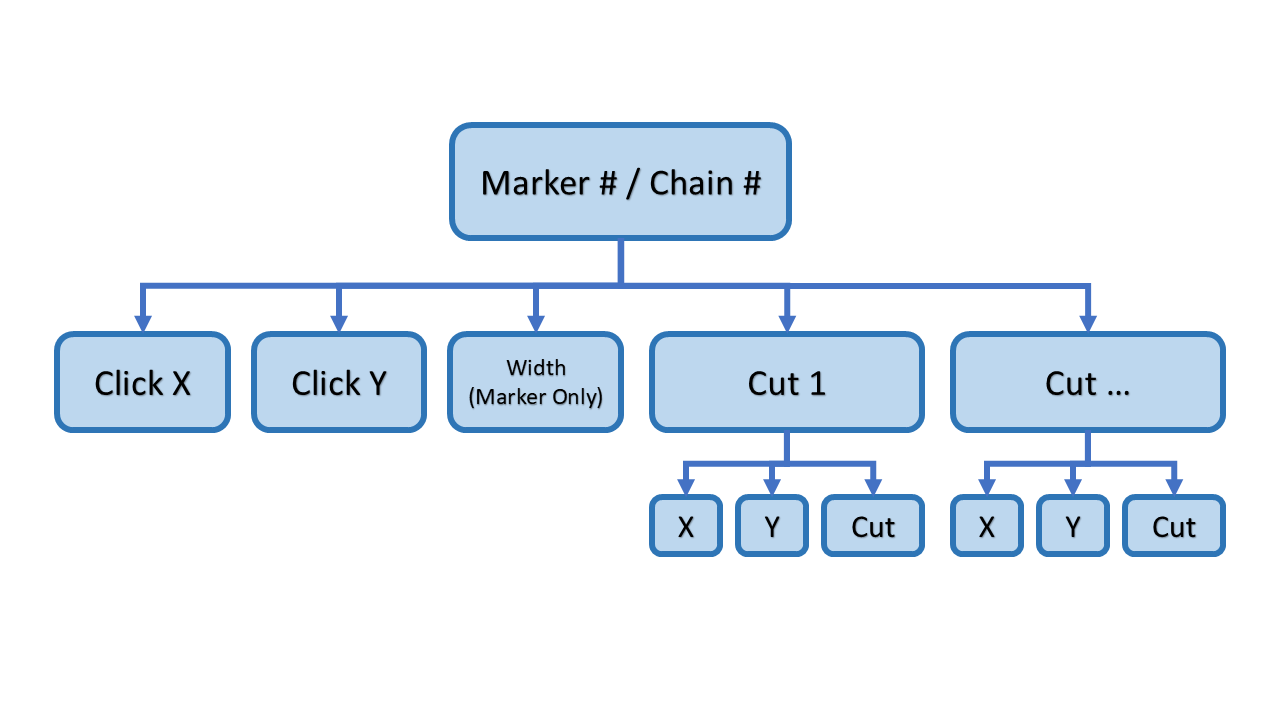 Marker # / Chain #
Click X
Click Y
Width
(Marker Only)
Cut 1
Cut ...
X
Y
Cut
X
Y
Cut